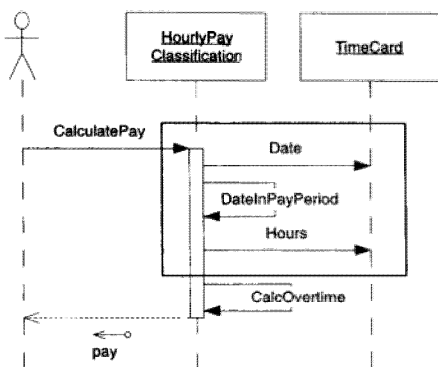 HourlyPay
Classification
TimeCard
CalculatePay
Date
DateInPayPeriod
Hours
CalcOvertime
pay